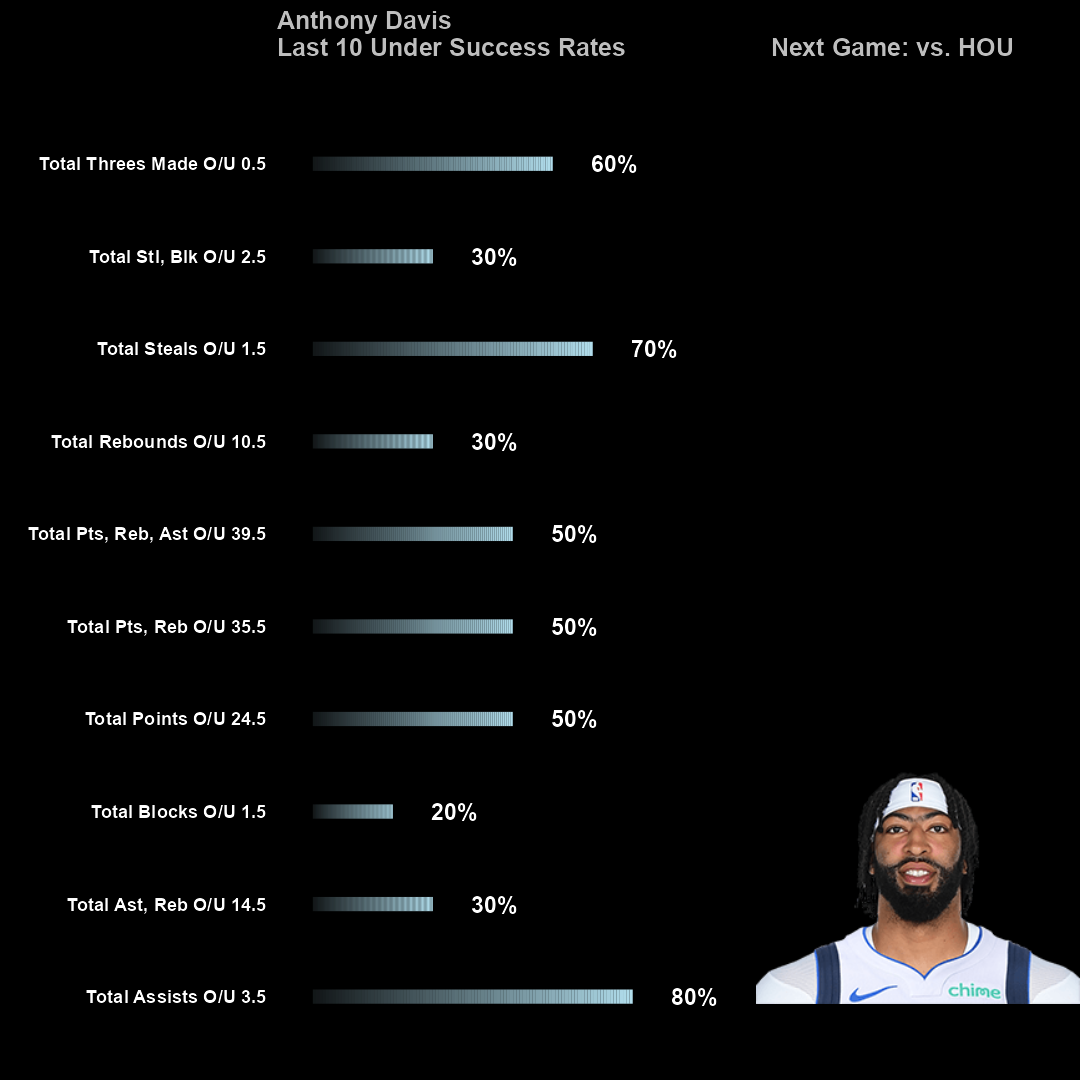 Anthony Davis
Last 10 Under Success Rates
Next Game: vs. HOU
Total Threes Made O/U 0.5 60%
Total Stl, Blk O/U 2.5 30%
Total Steals O/U 1.5 70%
Total Rebounds O/U 10.5 30%
Total Pts, Reb, Ast O/U 39.5 50%
Total Pts, Reb O/U 35.5 50%
Total Points O/U 24.5 50%
Total Blocks O/U 1.5 20%
Total Ast, Reb O/U 14.5 30%
Total Assists O/U 3.5 80%
chime